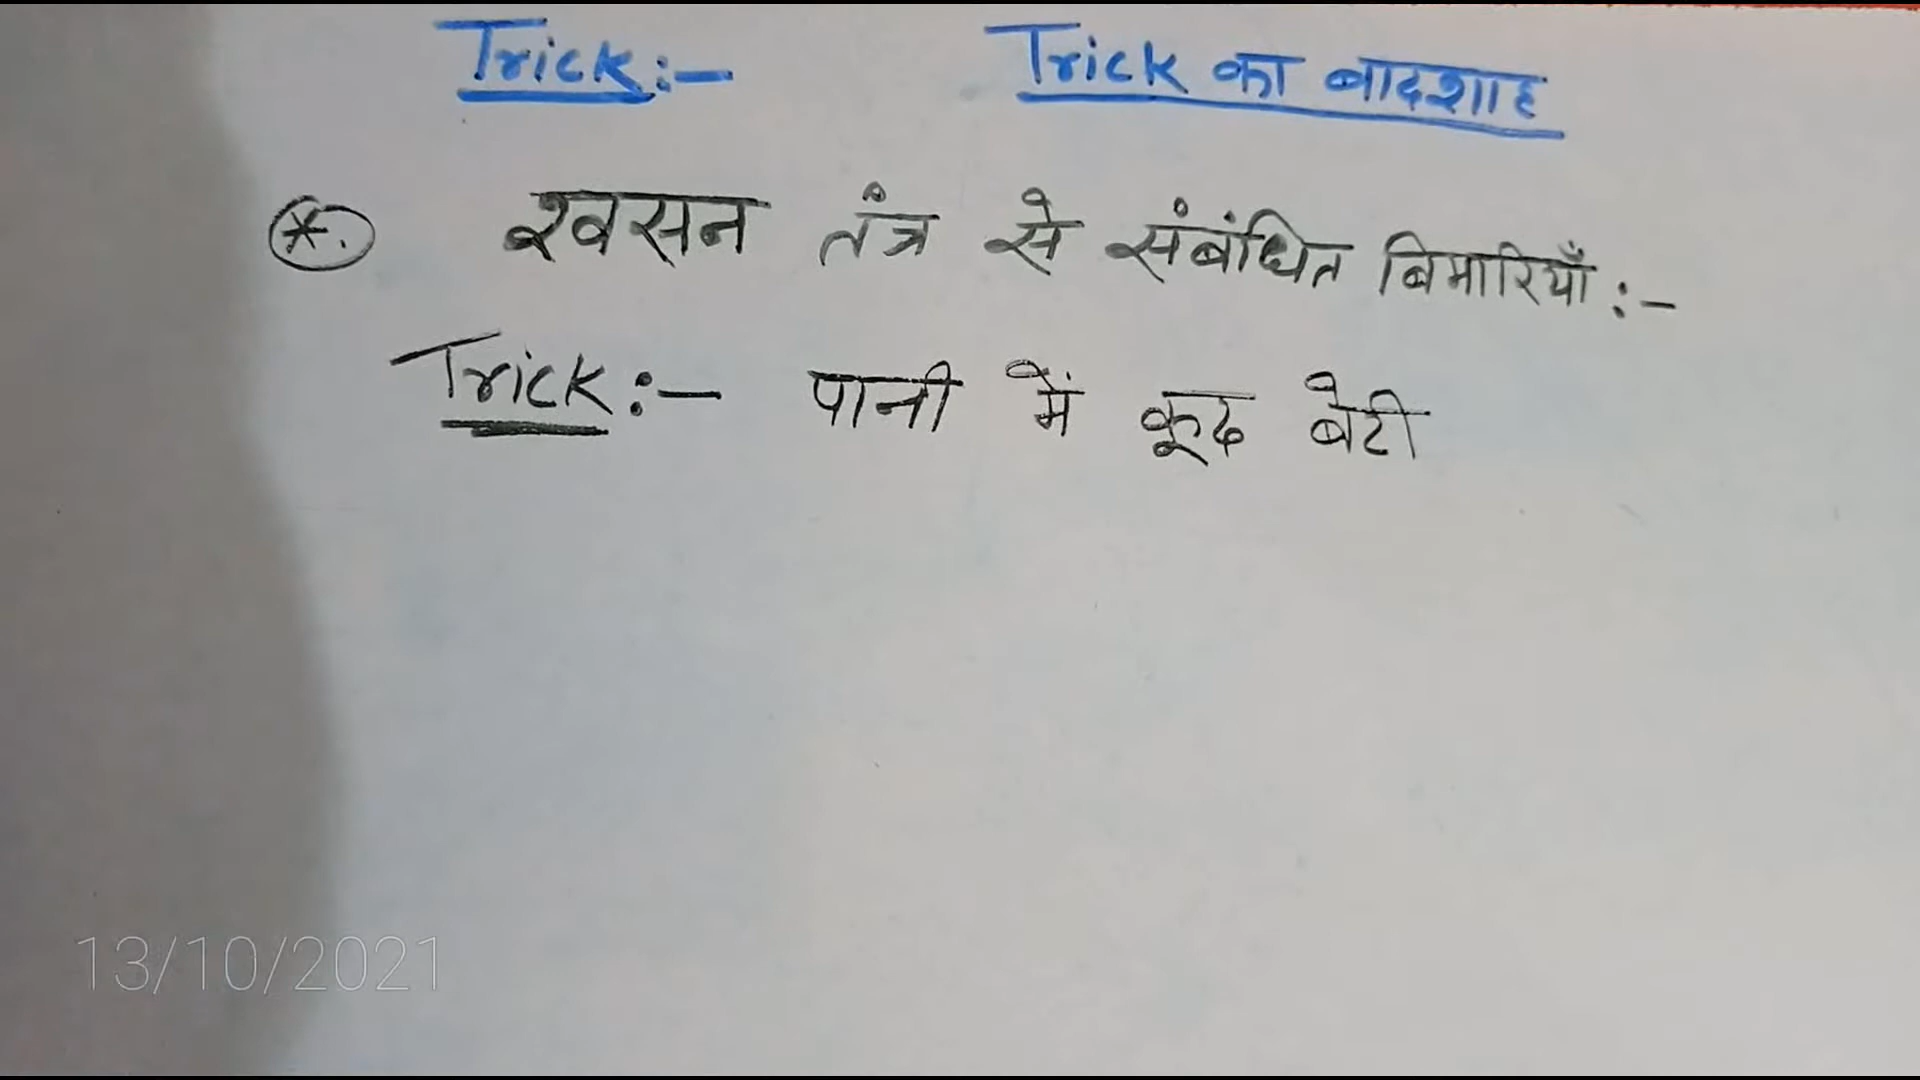 Trick:- Trick का बादशाह
*. श्वसन तंत्र से संबंधित बिमारियाँ :-
Trick:- पानी में कूद बेटी
13/10/2021